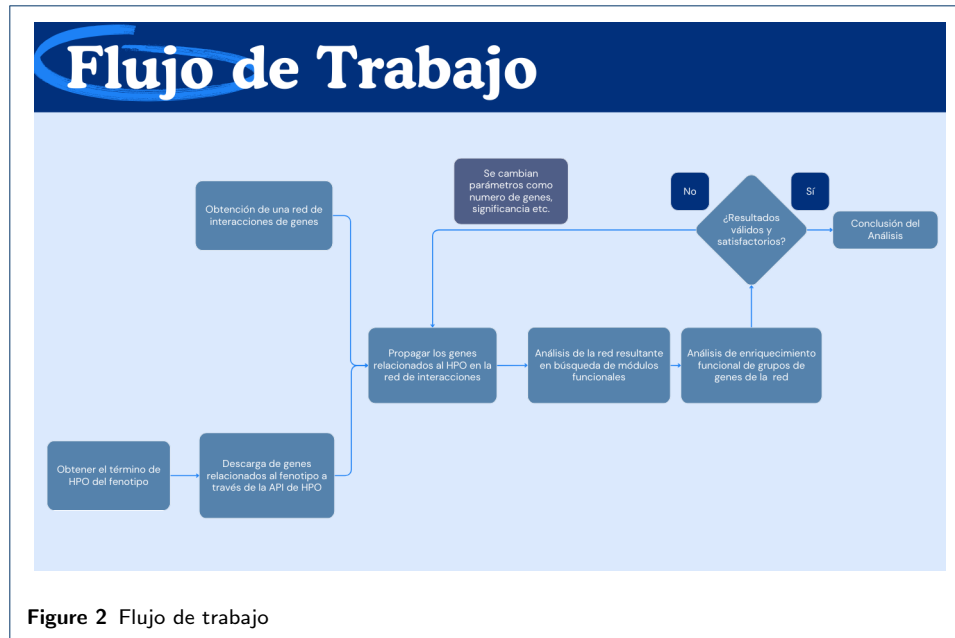 Flujo de Trabajo
Se cambian
parámetros como
numero de genes,
significancia etc.
No
Sí
¿Resultados
válidos y
satisfactorios?
Conclusión del
Análisis
Obtención de una red de
interacciones de genes
Propagar los genes
relacionados al HPO en la
red de interacciones
Análisis de la red resultante
en búsqueda de módulos
funcionales
Análisis de enriquecimiento
funcional de grupos de
genes de la red
Obtener el término de
HPO del fenotipo
Descarga de genes
relacionados al fenotipo a
través de la API de HPO
Figure 2 Flujo de trabajo